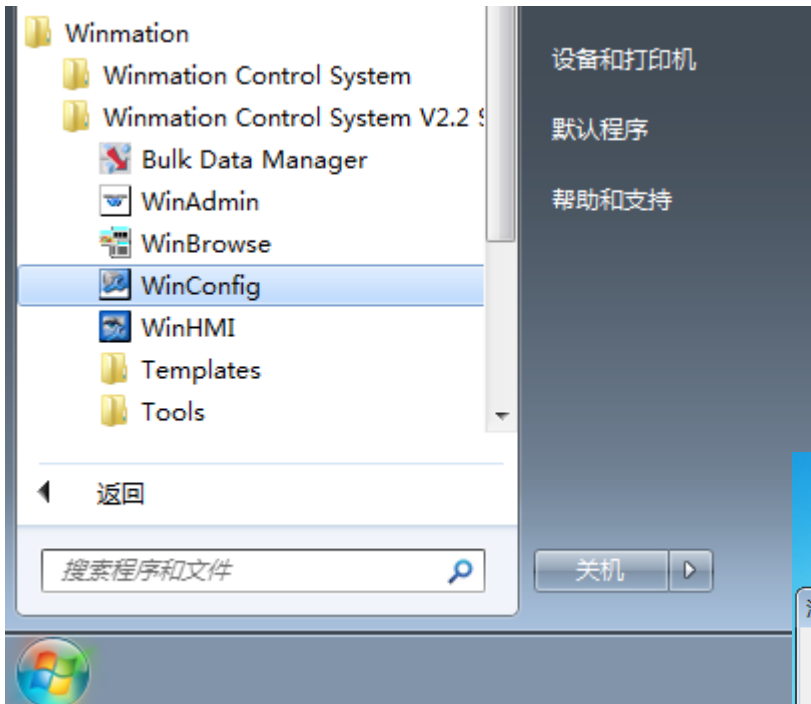 Winmation
Winmation Control System
Winmation Control System V2.2
Bulk Data Manager
WinAdmin
WinBrowse
WinConfig
WinHMI
Templates
Tools
返回
搜索程序和文件
设备和打印机
默认程序
帮助和支持
关机